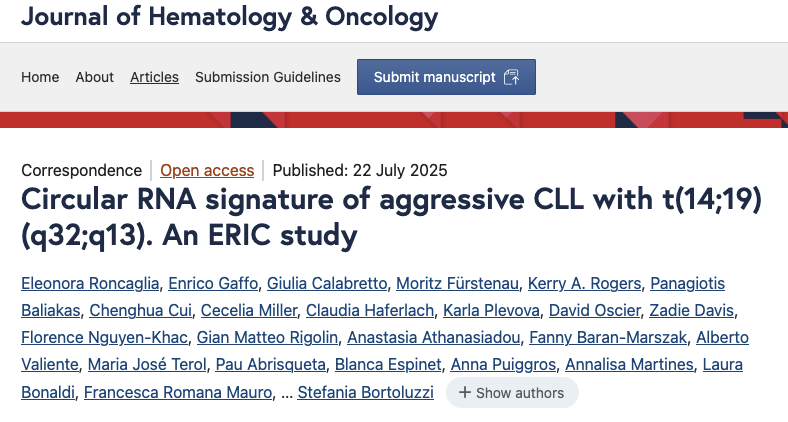 Journal of Hematology & Oncology
Home About Articles Submission Guidelines Submit manuscript
Correspondence | Open access | Published: 22 July 2025
Circular RNA signature of aggressive CLL with t(14;19)
(q32;q13). An ERIC study
Eleonora Roncaglia, Enrico Gaffo, Giulia Calabretto, Moritz Fürstenau, Kerry A. Rogers, Panagiotis
Baliakas, Chenghua Cui, Cecelia Miller, Claudia Haferlach, Karla Plevova, David Oscier, Zadie Davis,
Florence Nguyen-Khac, Gian Matteo Rigolin, Anastasia Athanasiadou, Fanny Baran-Marszak, Alberto
Valiente, Maria José Terol, Pau Abrisqueta, Blanca Espinet, Anna Puiggros, Annalisa Martines, Laura
Bonaldi, Francesca Romana Mauro, ... Stefania Bortoluzzi + Show authors